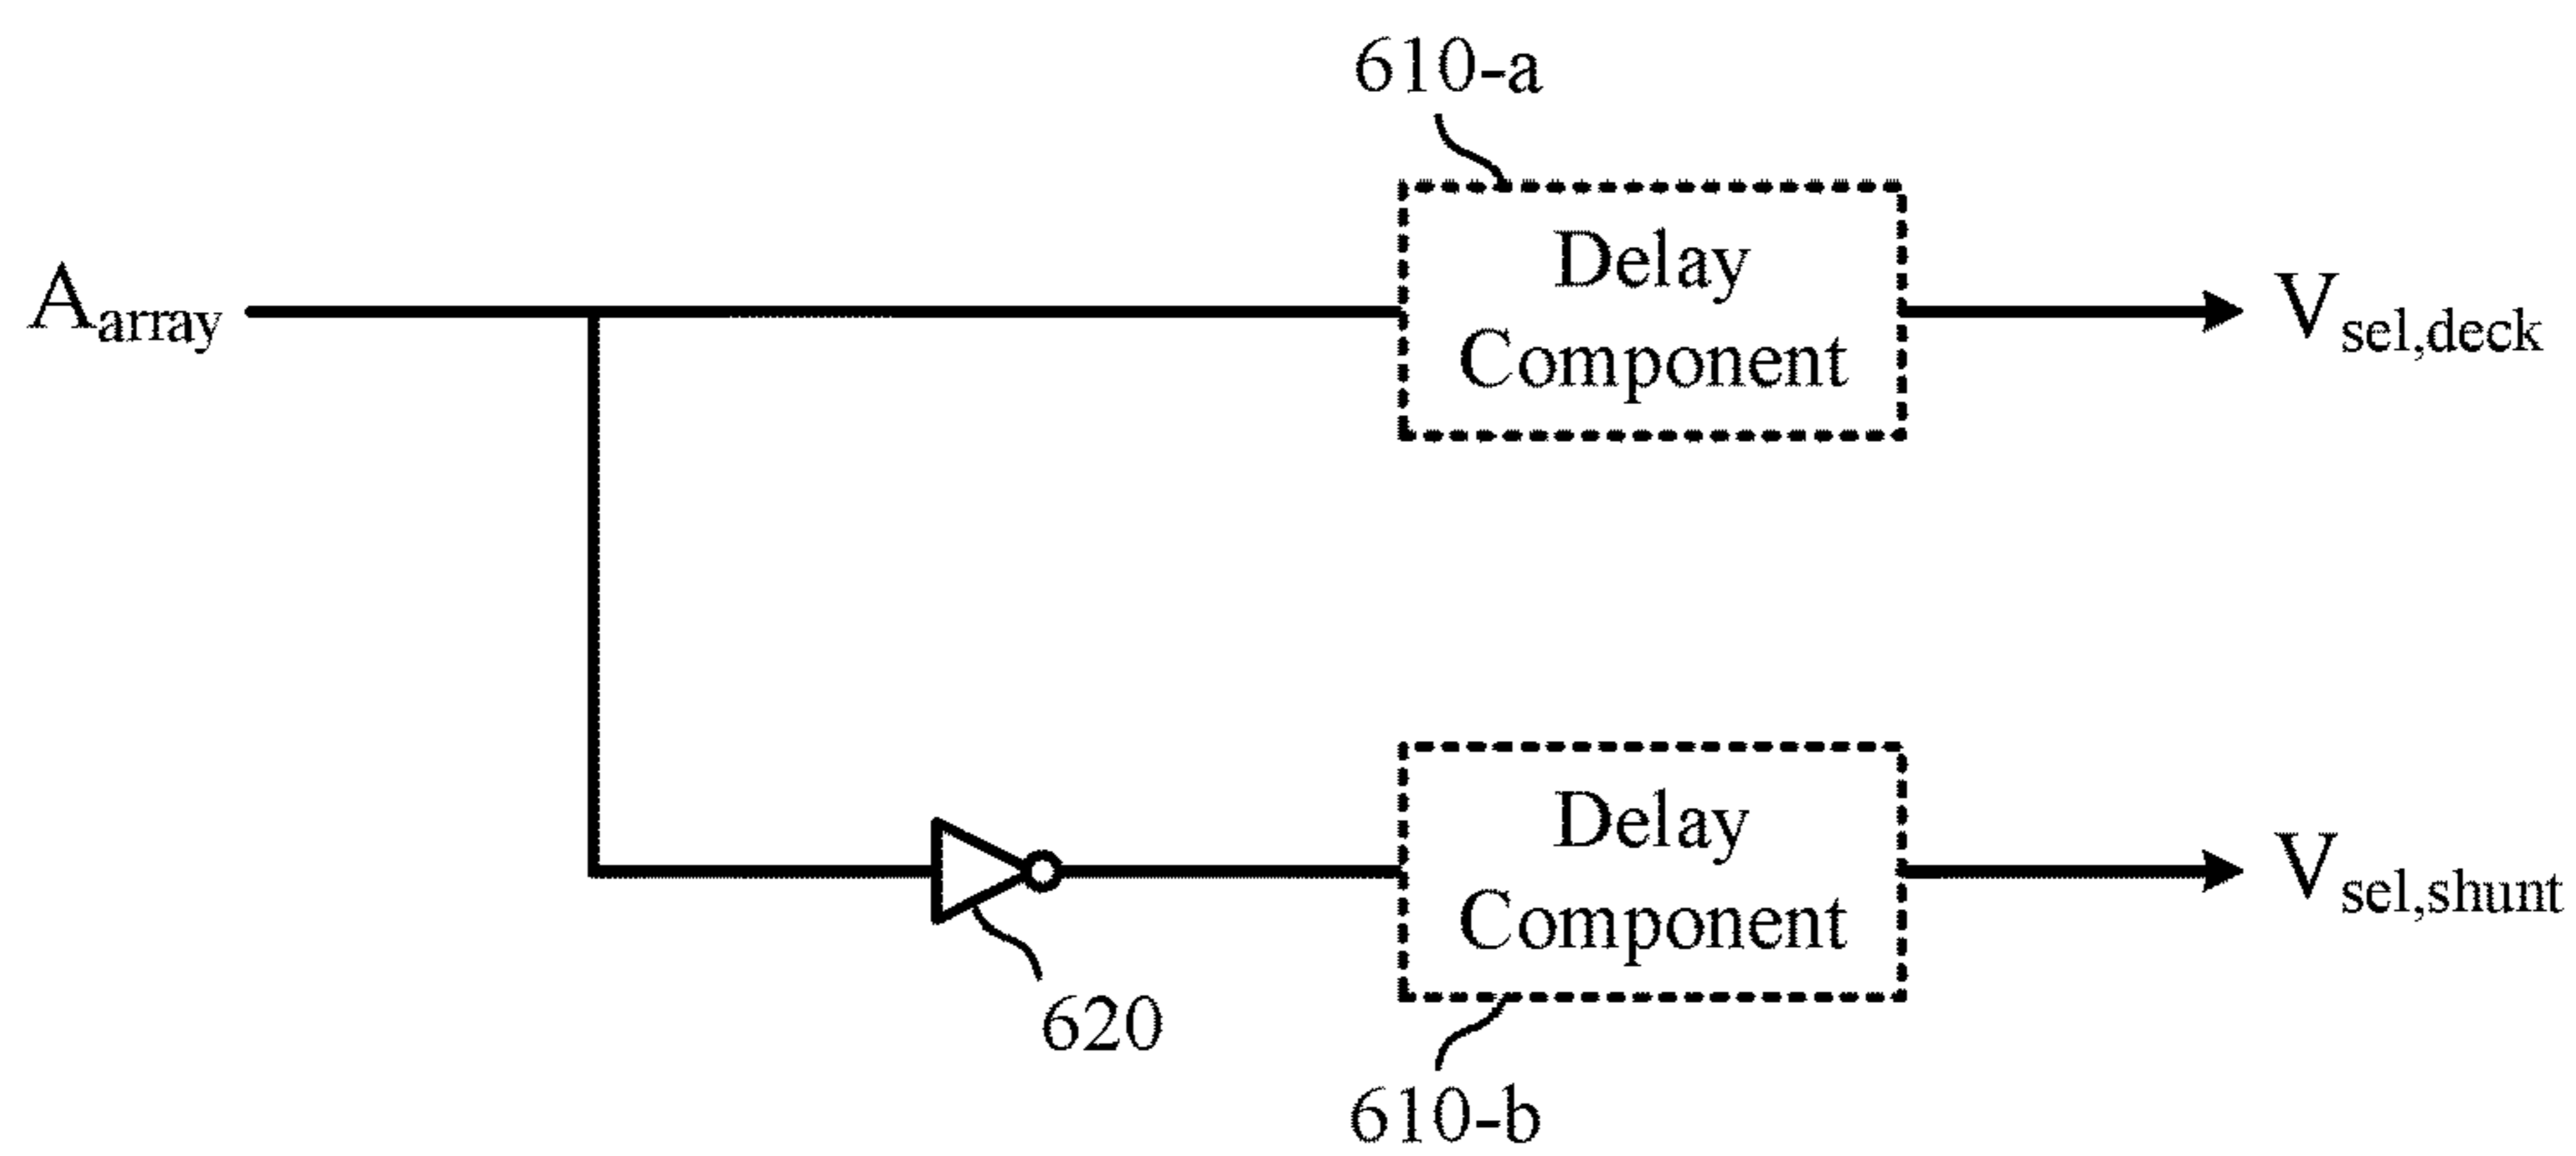 610-a
Delay
Component
Aarray
Vsel,deck
Delay
Component
Vsel,shunt
620
610-b